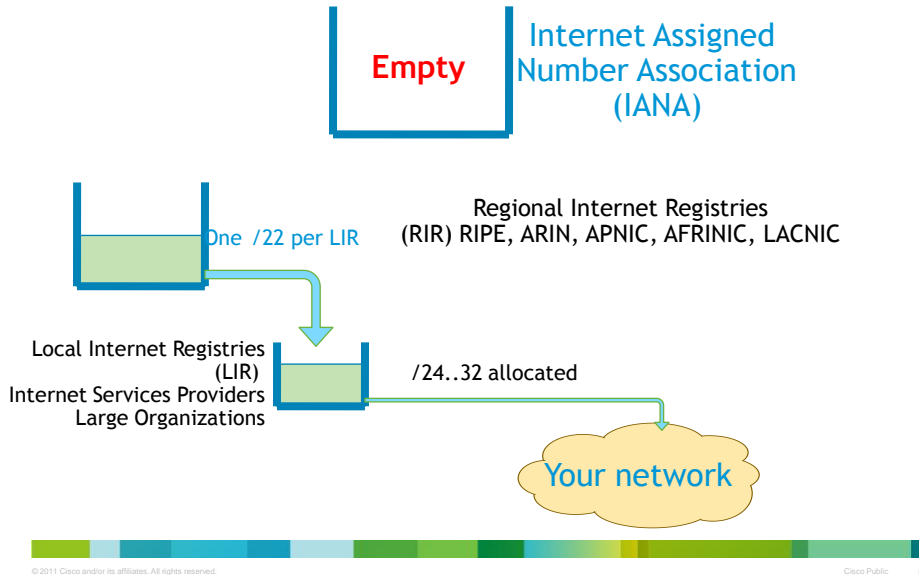 Empty
Internet Assigned
Number Association
(IANA)
One /22 per LIR
Regional Internet Registries
(RIR) RIPE, ARIN, APNIC, AFRINIC, LACNIC
Local Internet Registries
(LIR)
Internet Services Providers
Large Organizations
/24..32 allocated
Your network
© 2011 Cisco and/or its affiliates. All rights reserved.
Cisco Public